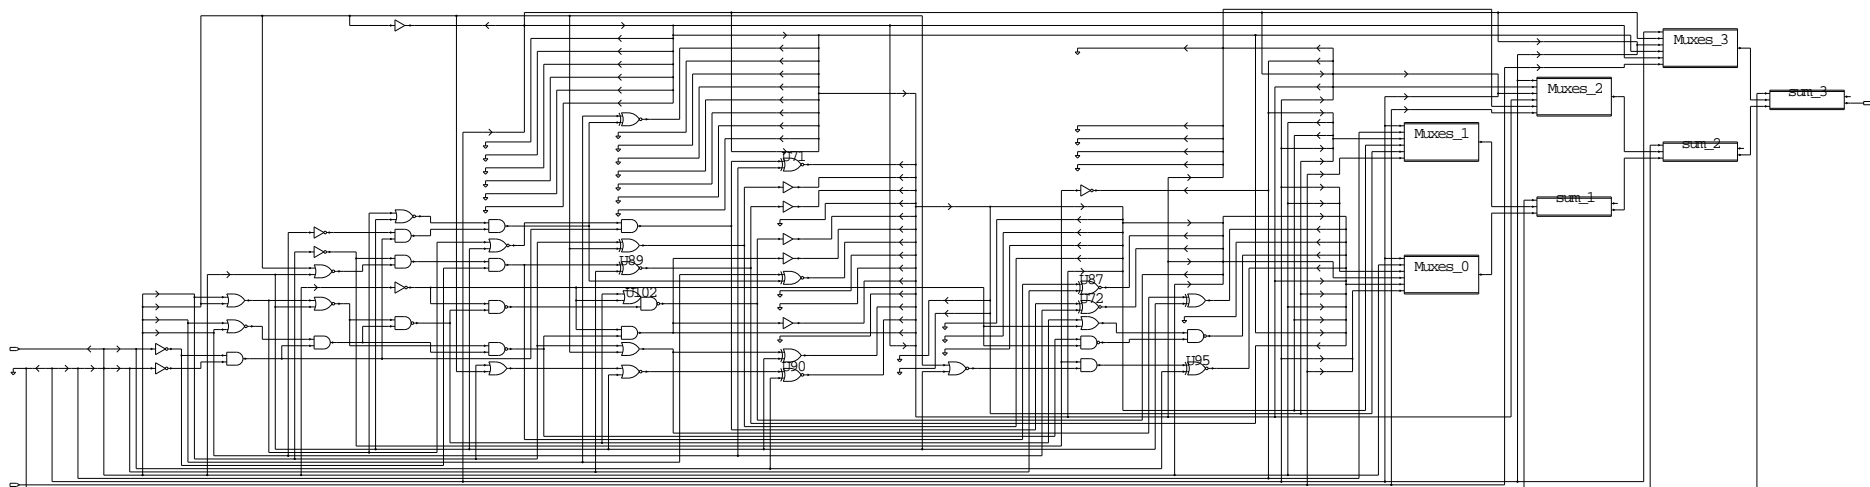 Muxes_3
Muxes_2
sum_3
Muxes_1
sum_2
U71
sum_1
U89
Muxes_0
U87
U102
U72
U95
U90